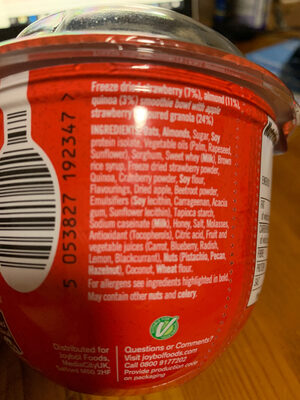 Freeze dried strawberry (7%), almond (11%),
quinoa (3%) smoothie bowl with apple
strawberry flavoured granola (24%)
INGREDIENTS: Oats, Almonds, Sugar, Soy
protein isolate, Vegetable oils (Palm, Rapeseed,
Sunflower), Sorghum, Sweet whey (Milk), Brown
rice syrup, Freeze dried strawberry powder,
Quinoa, Cranberry powder, Soy flour,
Flavourings, Dried apple, Beetroot powder,
Emulsifiers (Soy lecithin, Carrageenan, Acacia
gum, Sunflower lecithin), Tapioca starch,
Sodium caseinate (Milk), Honey, Salt, Molasses,
Antioxidant (Tocopherols), Citric acid, Fruit and
vegetable juices (Carrot, Blueberry, Radish,
Lemon, Blackcurrant), Nuts (Pistachio, Pecan,
Hazelnut), Coconut, Wheat flour.
For allergens see ingredients highlighted in bold.
May contain other nuts and celery.
5 053827 192347 >
Distributed for
Joybol Foods,
MediaCityUK,
Salford M50 2HF
Questions or Comments?
Visit joybolfoods.com
Call 0800 9177202
Provide production code
on packaging